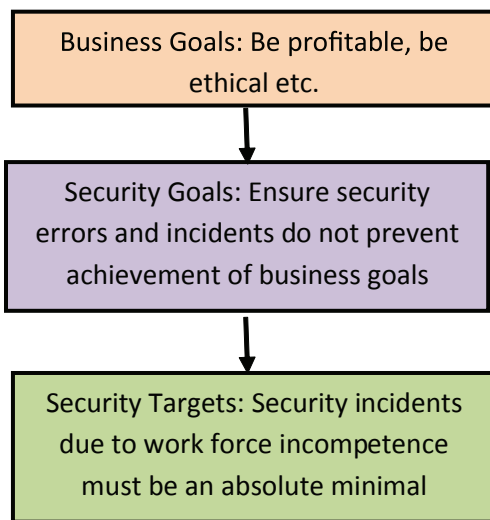 Business Goals: Be profitable, be
ethical etc.
Security Goals: Ensure security
errors and incidents do not prevent
achievement of business goals
Security Targets: Security incidents
due to work force incompetence
must be an absolute minimal